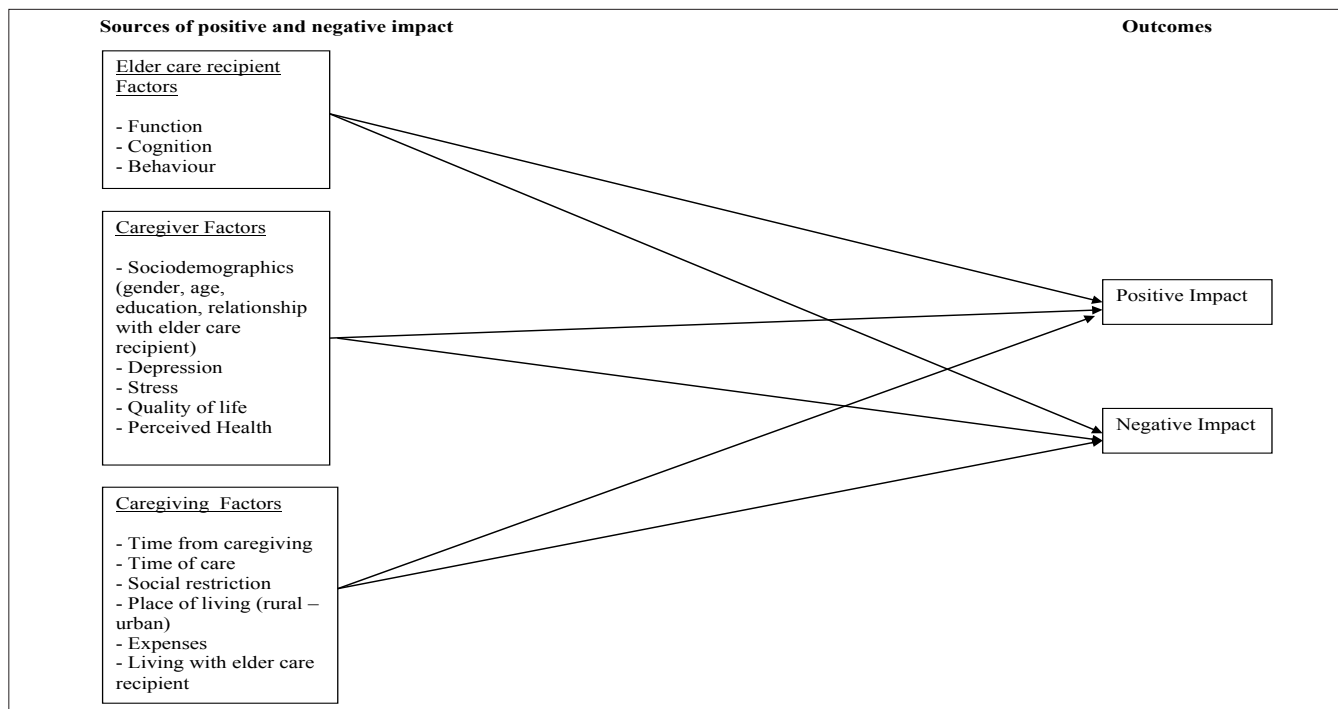 Sources of positive and negative impact
Outcomes
Elder care recipient
Factors
- Function
- Cognition
- Behaviour
Caregiver Factors
- Sociodemographics
(gender, age,
education, relationship
with elder care
recipient)
- Depression
- Stress
- Quality of life
- Perceived Health
Caregiving Factors
- Time from caregiving
- Time of care
- Social restriction
- Place of living (rural –
urban)
- Expenses
- Living with elder care
recipient
Positive Impact
Negative Impact